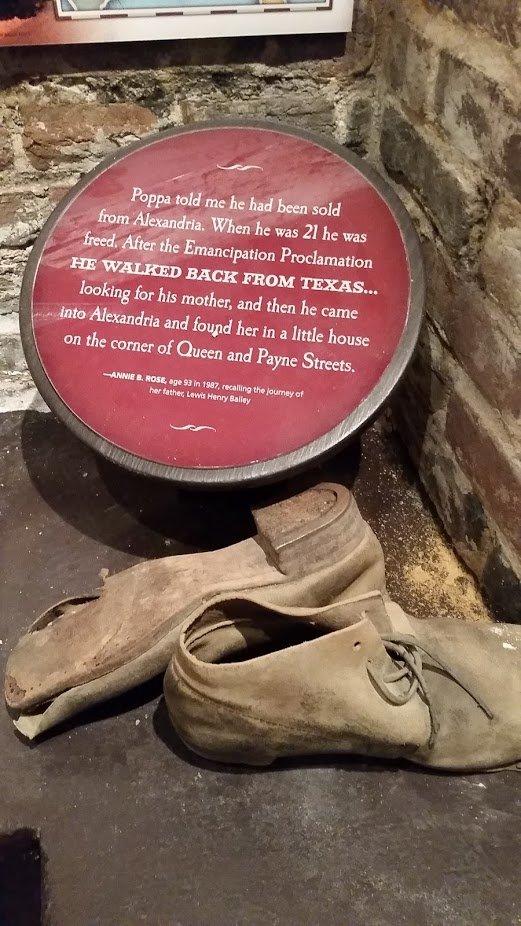 Poppa told me he had been sold
from Alexandria. When he was 21 he was
freed. After the Emancipation Proclamation
HE WALKED BACK FROM TEXAS...
looking for his mother, and then he came
into Alexandria and found her in a little house
on the corner of Queen and Payne Streets.
—ANNIE B. ROSE, age 93 in 1987, recalling the journey of
her father, Lewis Henry Bailey